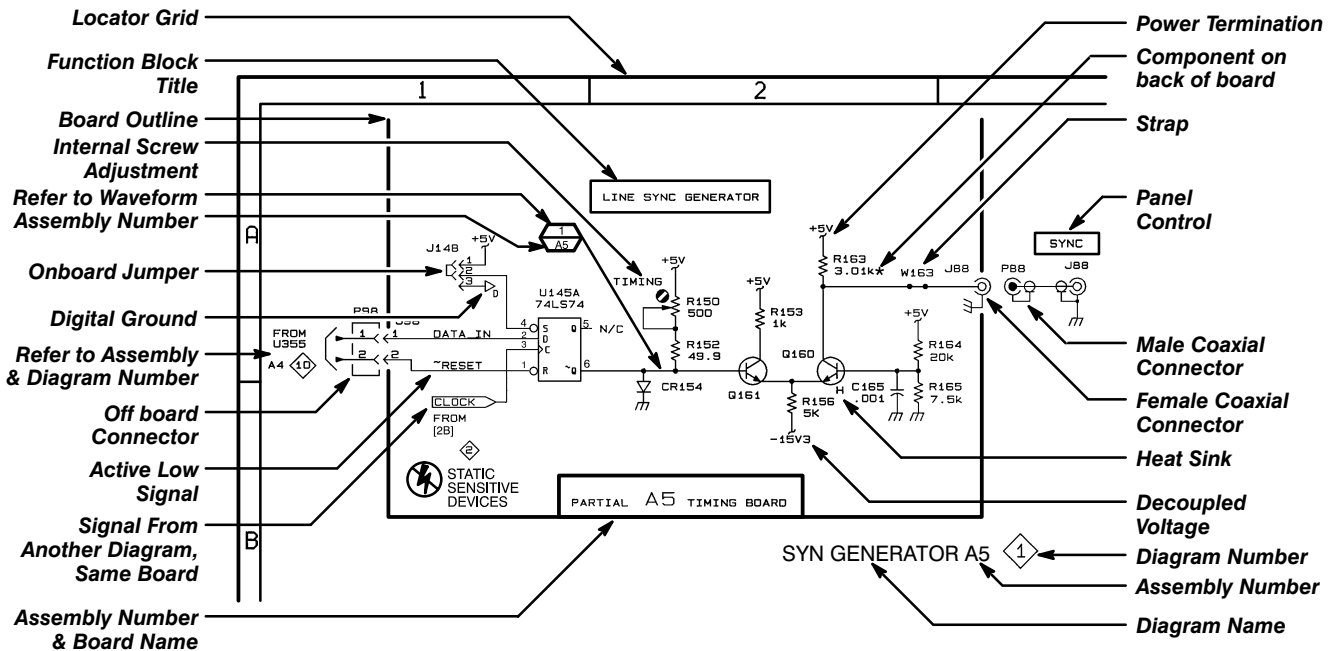 Locator Grid
Function Block
Title
Board Outline
Internal Screw
Adjustment
Refer to Waveform
Assembly Number
Onboard Jumper
Digital Ground
Refer to Assembly
& Diagram Number
Off board
Connector
Active Low
Signal
Signal From
Another Diagram,
Same Board
Assembly Number
& Board Name
Power Termination
Component on
back of board
Strap
Panel
Control
Male Coaxial
Connector
Female Coaxial
Connector
Heat Sink
Decoupled
Voltage
Diagram Number
Assembly Number
Diagram Name
1
2
A
B
LINE SYNC GENERATOR
1
A5
J148
+5V
1
2
3
D
TIMING
+5V
R150
500
R152
49.9
U145A
74LS74
4
S
Q
5
N/C
2
D
3
C
1
R
~Q
6
P98
J98
1
1
DATA_IN
2
2
~RESET
FROM
U355
A4
10
CLOCK
FROM
[2B]
2
STATIC
SENSITIVE
DEVICES
CR154
+5V
R153
1k
Q161
Q160
R156
5K
-15V3
+5V
R163
3.01k*
W163
J88
P88
J88
SYNC
+5V
R164
20k
C165
.001
R165
7.5k
H
PARTIAL A5 TIMING BOARD
SYN GENERATOR A5
1